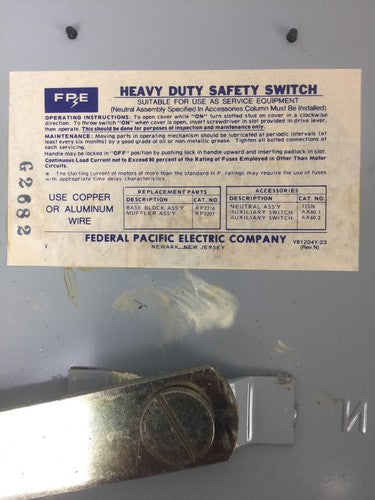 FPE
HEAVY DUTY SAFETY SWITCH
SUITABLE FOR USE AS SERVICE EQUIPMENT
(Neutral Assembly Specified In Accessories Column Must Be Installed)
OPERATING INSTRUCTIONS: To open cover while "ON" turn slotted stud on cover in a clockwise
direction. To throw switch "ON" when cover is open, insert screwdriver in slot provided in drive lever,
then operate. This should be done for purposes of inspection and maintenance only.
MAINTENANCE: Moving parts in operating mechanism should be lubricated at periodic intervals (at
least every six months) by a good grade of oil or non-metallic grease. Tighten all bolted connections at
each servicing.
Handle may be locked in "OFF" position by pushing lock in handle upward and inserting padlock in slot.
Continuous Load Current not to Exceed 80 percent of the Rating of Fuses Employed in Other Than Motor
Circuits.
* The starting current of motors of more than the standard H.P. ratings may require the use of fuses
with appropriate time delay characteristics.
G2682
USE COPPER
OR ALUMINUM
WIRE
REPLACEMENT PARTS
DESCRIPTION CAT. NO.
BASE BLOCK ASS'Y RP2216
MUFFLER ASS'Y RP2207
ACCESSORIES
DESCRIPTION CAT. NO.
NEUTRAL ASS'Y
AUXILIARY SWITCH AX60-1
AUXILIARY SWITCH AX60-2
FEDERAL PACIFIC ELECTRIC COMPANY
NEWARK, NEW JERSEY
YB1204Y-23
(Rev N)
N